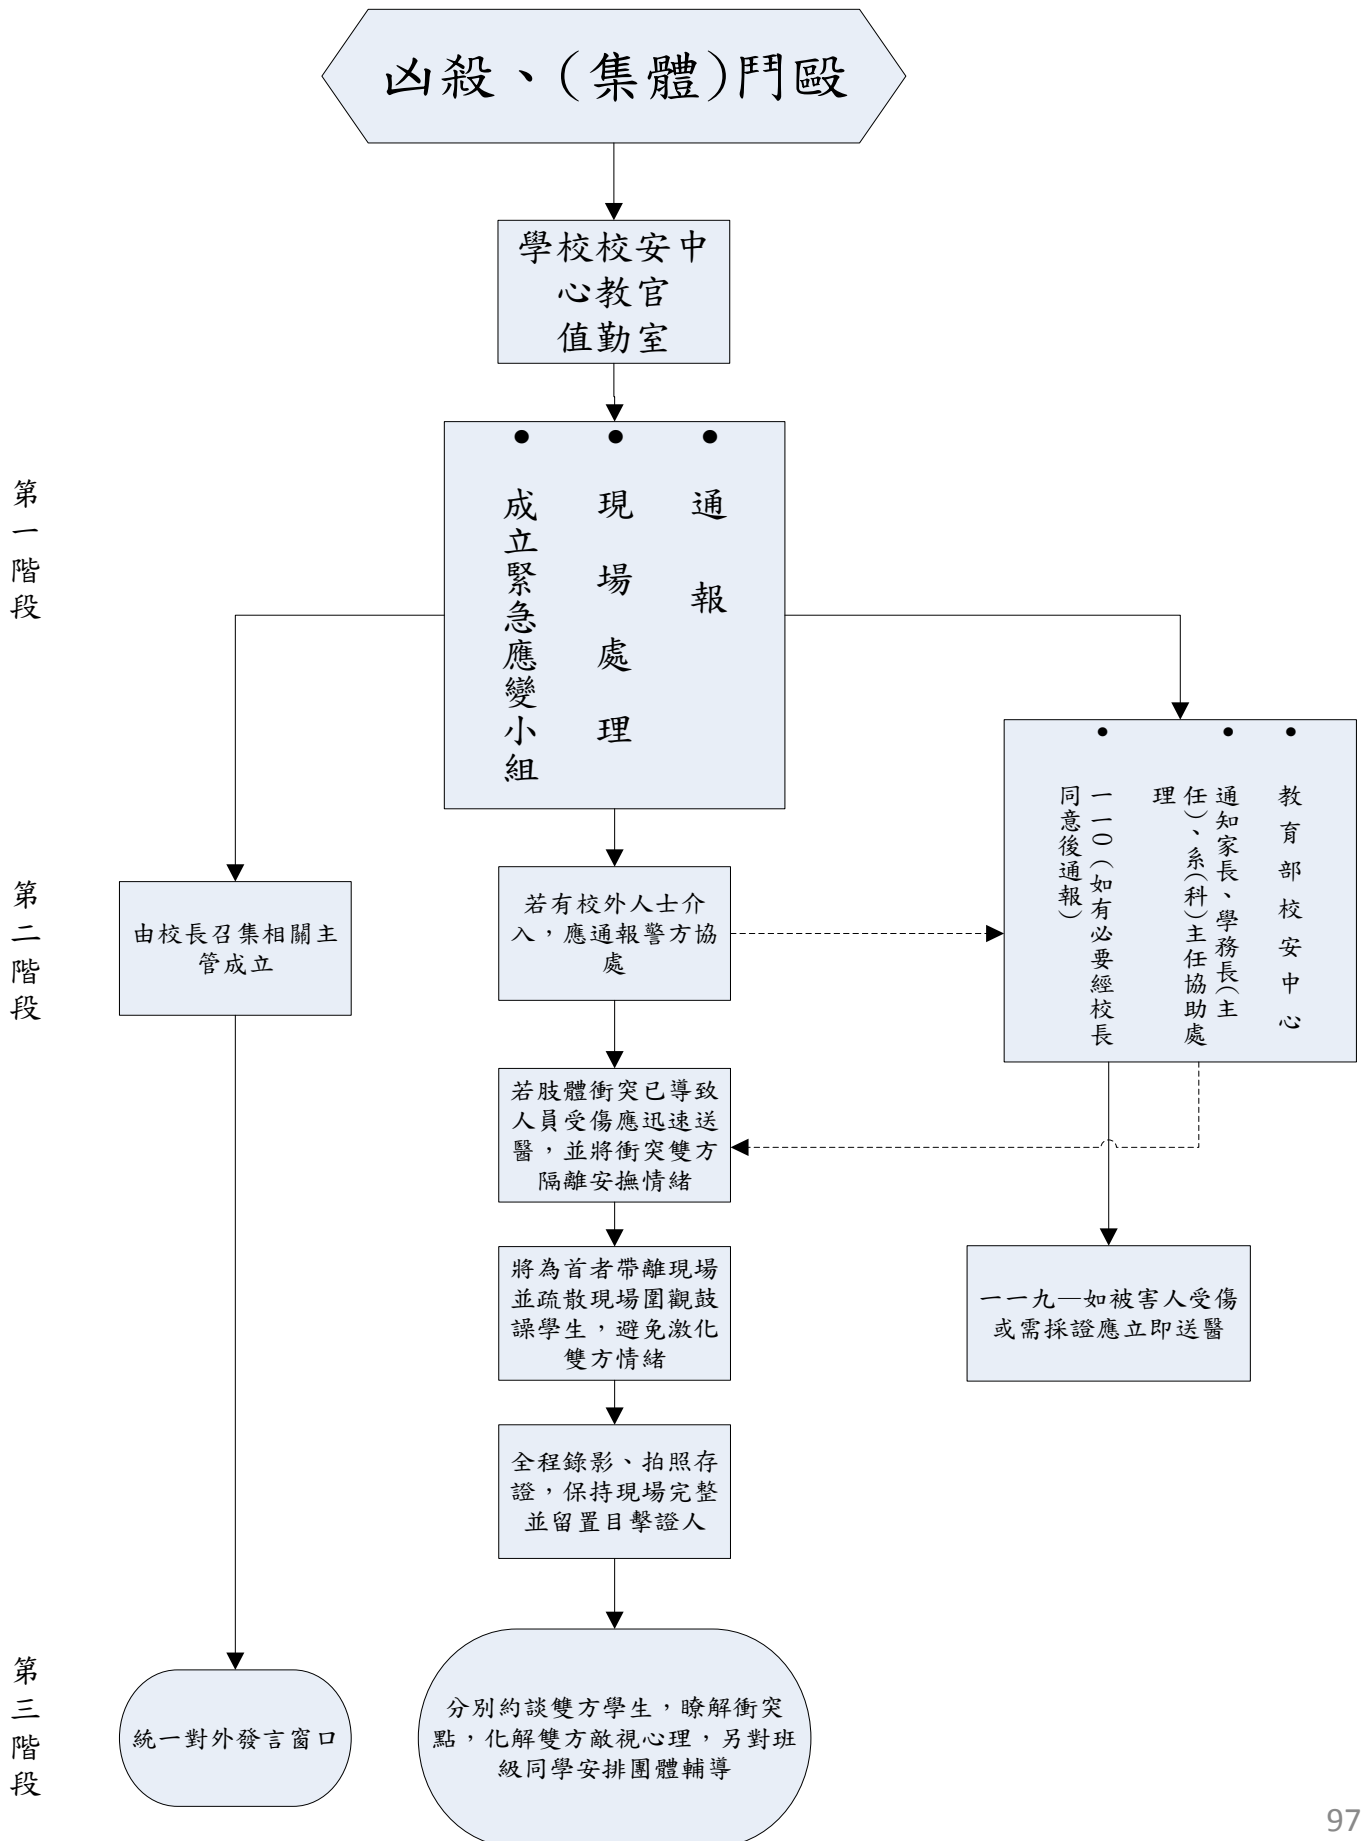 凶殺、(集體)鬥毆
學校校安中
心教官
值勤室
第一階段
● 通報
● 現場處理
● 成立緊急應變小組
第二階段
由校長召集相關主
管成立
若有校外人士介
入，應通報警方協
處
● 教育部校安中心
● 通知家長、學務長(主
任)、系(科)主任協助處
理
● 一一○（如有必要經校長
同意後通報）
若肢體衝突已導致
人員受傷應迅速送
醫，並將衝突雙方
隔離安撫情緒
將為首者帶離現場
並疏散現場圍觀鼓
譟學生，避免激化
雙方情緒
一一九—如被害人受傷
或需採證應立即送醫
全程錄影、拍照存
證，保持現場完整
並留置目擊證人
第三階段
統一對外發言窗口
分別約談雙方學生，瞭解衝突
點，化解雙方敵視心理，另對班
級同學安排團體輔導
97